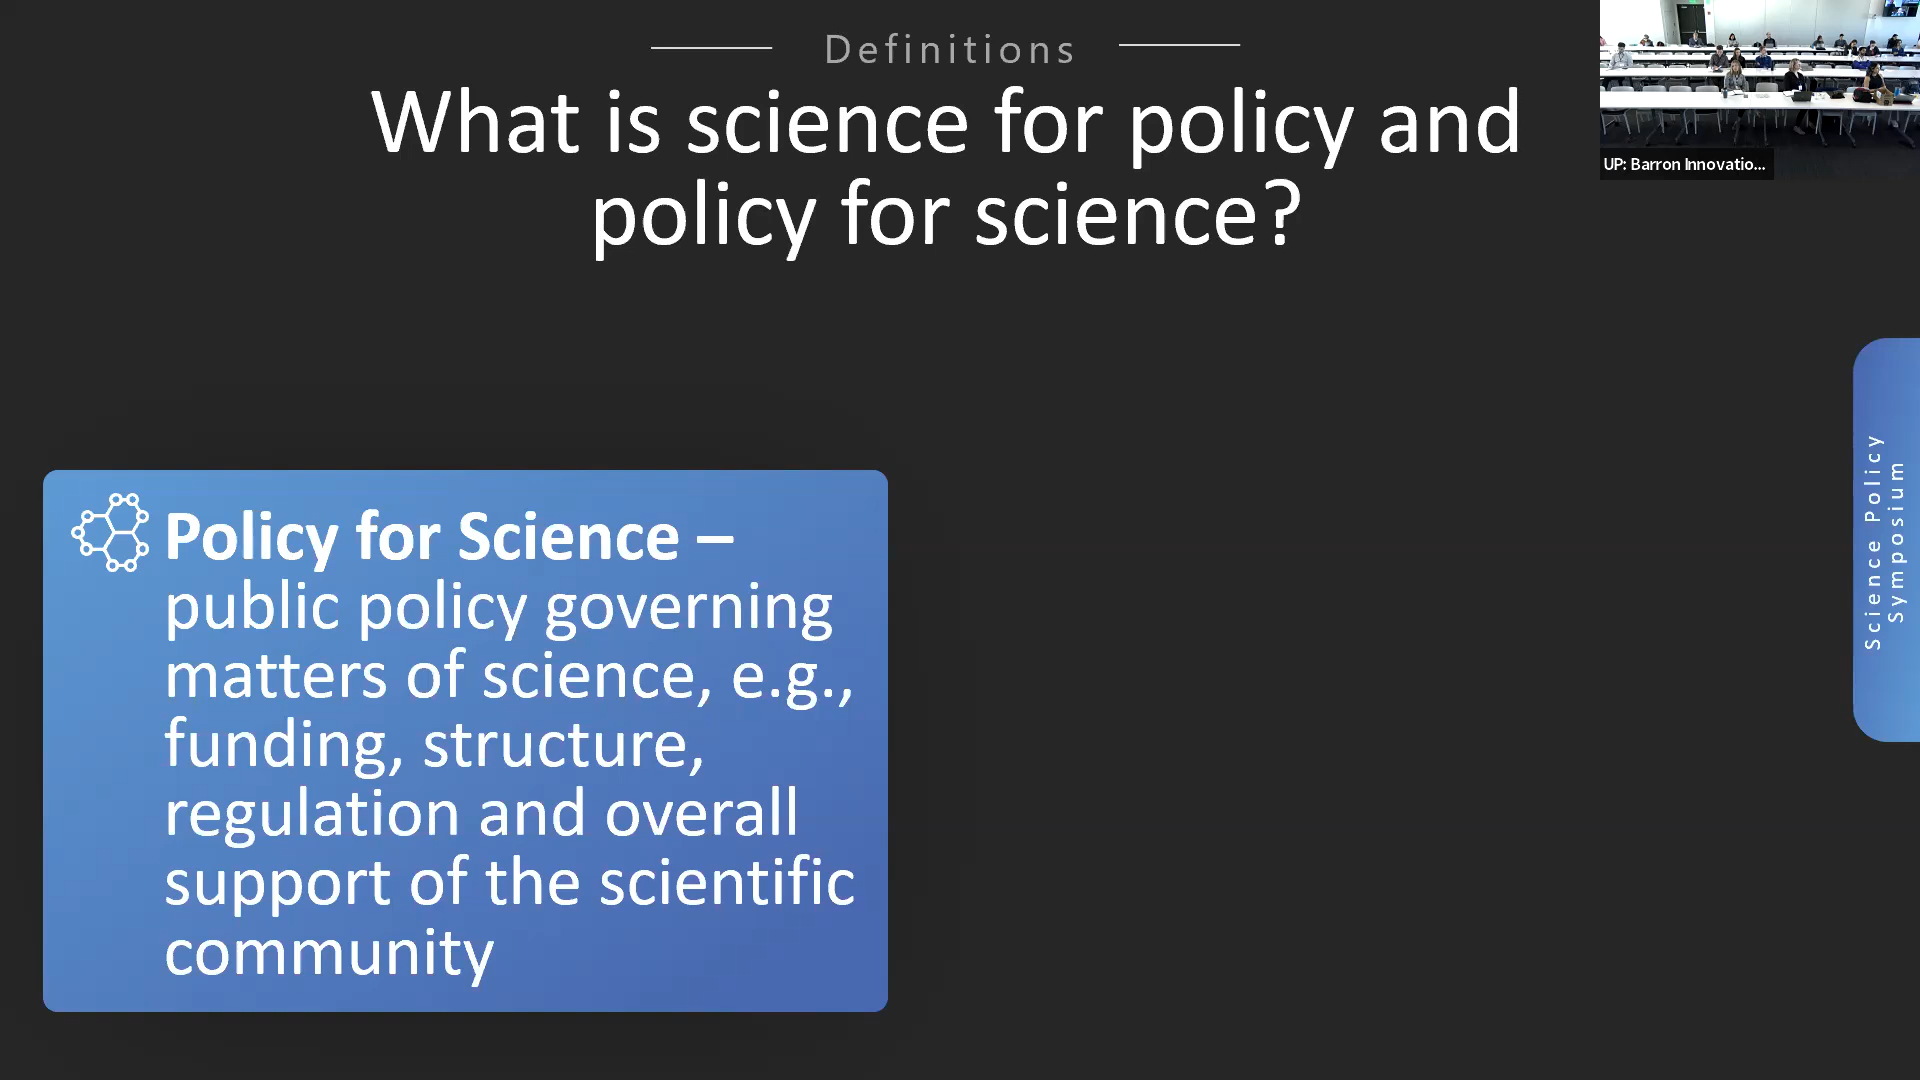 Definitions
What is science for policy and
policy for science?
UP: Barron Innovatio...
Policy for Science –
public policy governing
matters of science, e.g.,
funding, structure,
regulation and overall
support of the scientific
community
Science Policy
Symposium